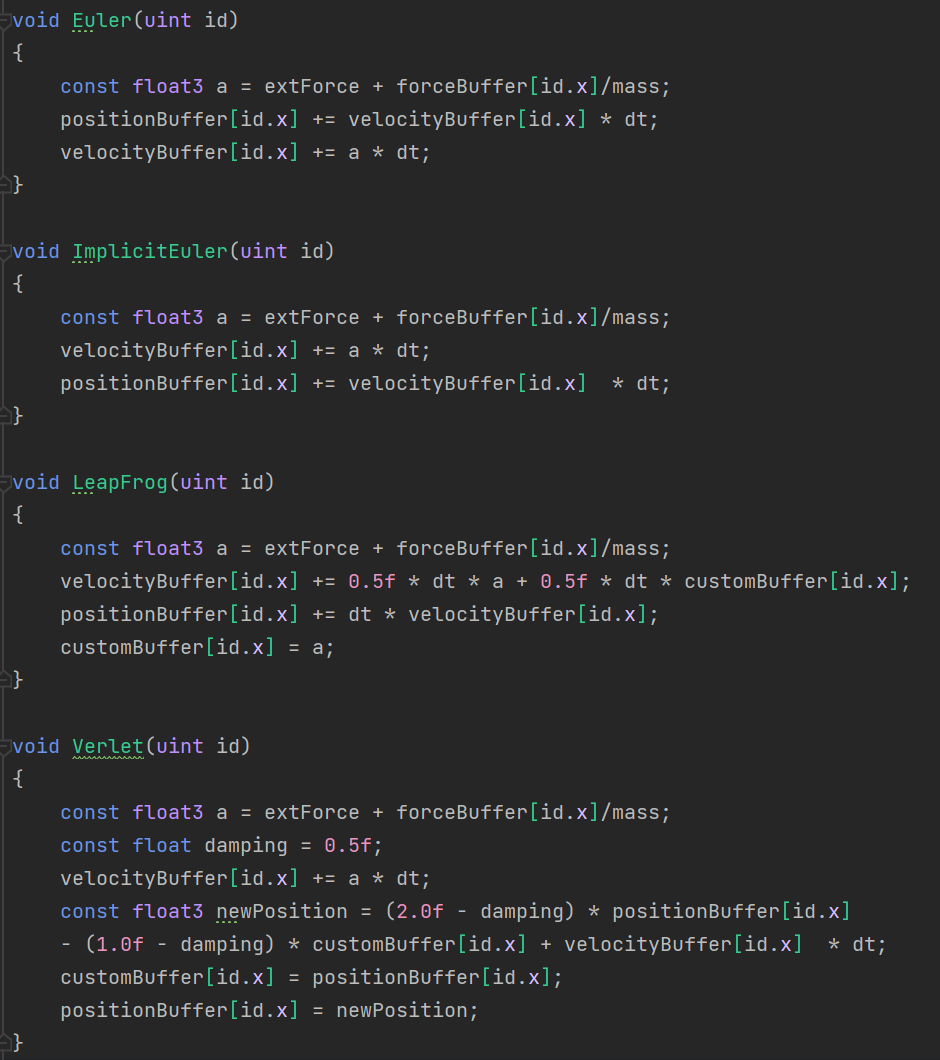 void Euler(uint id)
{
    const float3 a = extForce + forceBuffer[id.x]/mass;
    positionBuffer[id.x] += velocityBuffer[id.x] * dt;
    velocityBuffer[id.x] += a * dt;
}

void ImplicitEuler(uint id)
{
    const float3 a = extForce + forceBuffer[id.x]/mass;
    velocityBuffer[id.x] += a * dt;
    positionBuffer[id.x] += velocityBuffer[id.x]  * dt;
}

void LeapFrog(uint id)
{
    const float3 a = extForce + forceBuffer[id.x]/mass;
    velocityBuffer[id.x] += 0.5f * dt * a + 0.5f * dt * customBuffer[id.x];
    positionBuffer[id.x] += dt * velocityBuffer[id.x];
    customBuffer[id.x] = a;
}

void Verlet(uint id)
{
    const float3 a = extForce + forceBuffer[id.x]/mass;
    const float damping = 0.5f;
    velocityBuffer[id.x] += a * dt;
    const float3 newPosition = (2.0f - damping) * positionBuffer[id.x]
    - (1.0f - damping) * customBuffer[id.x] + velocityBuffer[id.x]  * dt;
    customBuffer[id.x] = positionBuffer[id.x];
    positionBuffer[id.x] = newPosition;
}